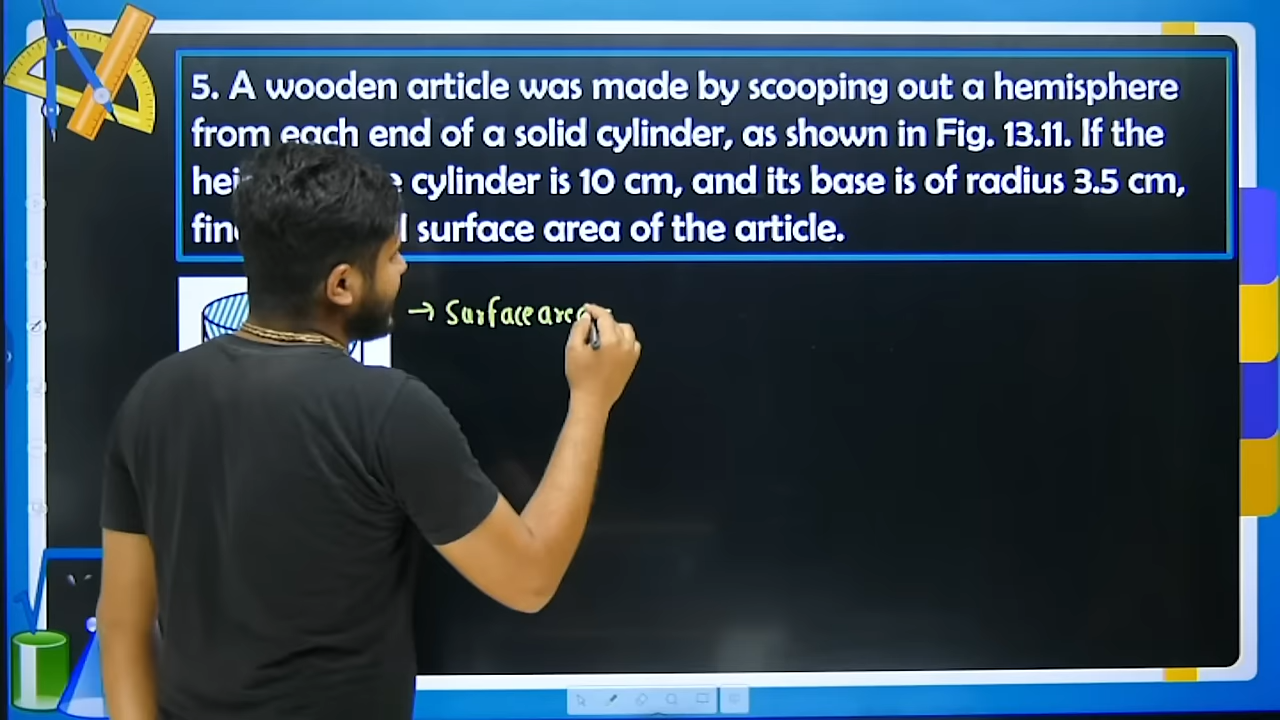 5. A wooden article was made by scooping out a hemisphere
from each end of a solid cylinder, as shown in Fig. 13.11. If the
cylinder is 10 cm, and its base is of radius 3.5 cm,
surface area of the article.
→ Surface area